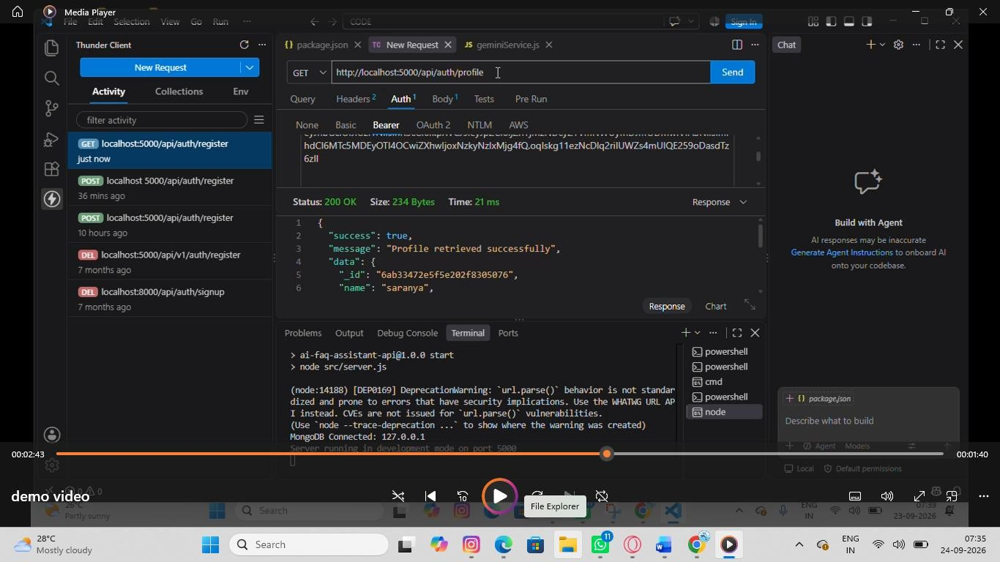 Media Player
File Edit Selection View Go Run ···
CODE
Sign In
Thunder Client
New Request
Activity Collections Env
filter activity
GET localhost:5000/api/auth/register
just now
POST localhost 5000/api/auth/register
36 mins ago
POST localhost:5000/api/auth/register
10 hours ago
DEL localhost:5000/api/v1/auth/register
7 months ago
DEL localhost:8000/api/auth/signup
7 months ago
{} package.json
TC New Request
JS geminiService.js
GET http://localhost:5000/api/auth/profile
Send
Query Headers 2 Auth 1 Body 1 Tests Pre Run
None Basic Bearer OAuth 2 NTLM AWS
6zII
Status: 200 OK Size: 234 Bytes Time: 21 ms
Response
1 {
2 "success": true,
3 "message": "Profile retrieved successfully",
4 "data": {
5 "_id": "6ab33472e5f5e202f8305076",
6 "name": "saranya",
Response Chart
Problems Output Debug Console Terminal Ports
> ai-faq-assistant-api@1.0.0 start
> node src/server.js
(node:14188) [DEP0169] DeprecationWarning: `url.parse()` behavior is not standar
dized and prone to errors that have security implications. Use the WHATWG URL AP
I instead. CVEs are not issued for `url.parse()` vulnerabilities.
(Use `node --trace-deprecation ...` to show where the warning was created)
MongoDB Connected: 127.0.0.1
Server running in development mode on port 5000
powershell
powershell
cmd
powershell
node
Chat
Build with Agent
AI responses may be inaccurate
Generate Agent Instructions to onboard AI
onto your codebase.
{} package.json
Describe what to build
Agent Models
Local Default permissions
00:02:43
00:01:40
demo video
10
File Explorer
0 0
26°C
Partly sunny
Search
ENG
IN
07:39
23-09-2026
28°C
Mostly cloudy
Search
11
ENG
IN
07:35
24-09-2026